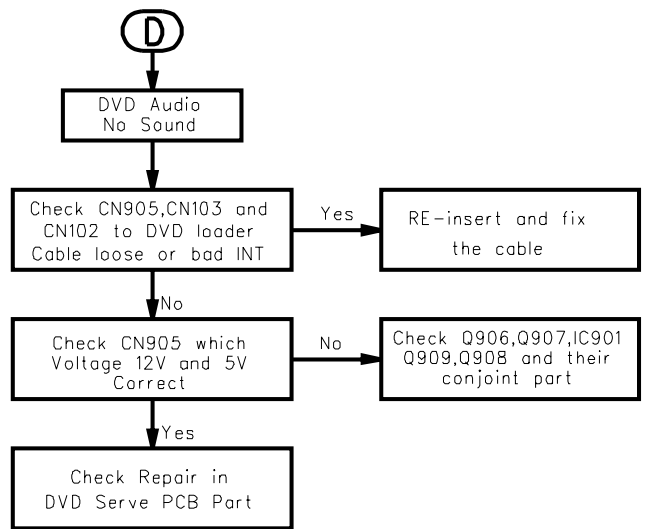 D
DVD Audio
No Sound
Check CN905,CN103 and
CN102 to DVD loader
Cable loose or bad INT
Yes
RE-insert and fix
the cable
No
Check CN905 which
Voltage 12V and 5V
Correct
No
Check Q906,Q907,IC901
Q909,Q908 and their
conjoint part
Yes
Check Repair in
DVD Serve PCB Part